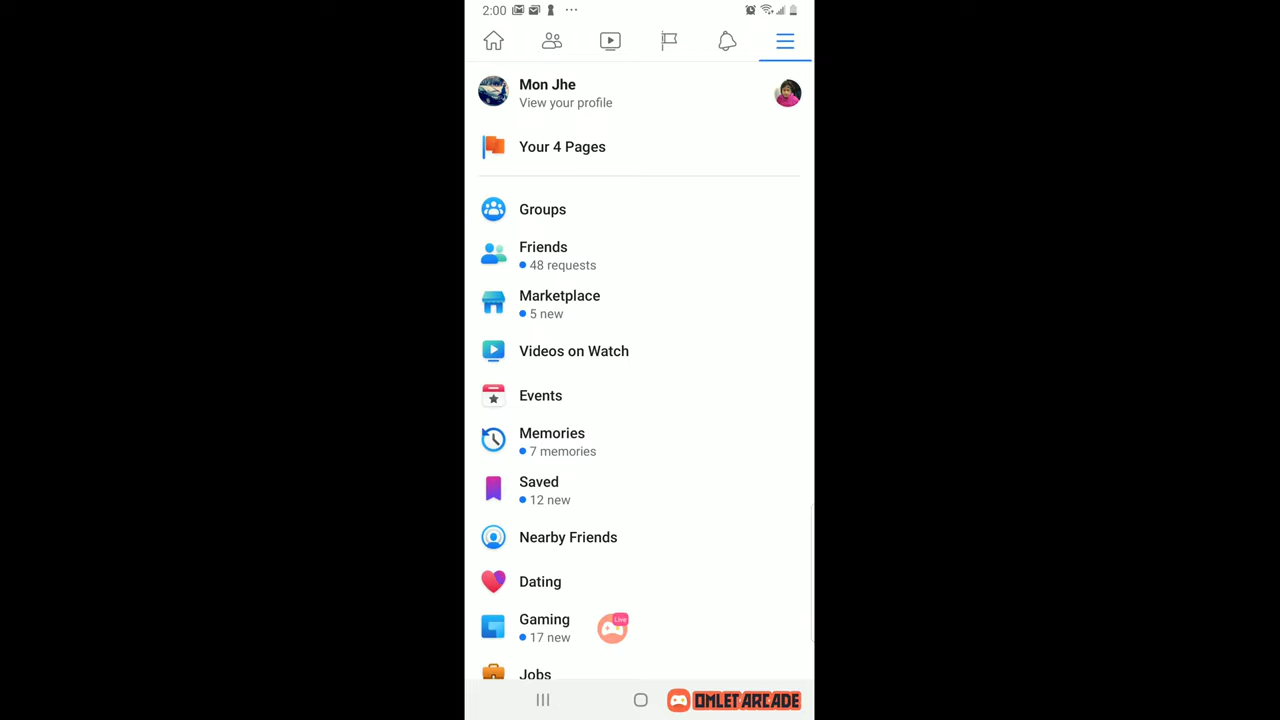 2:00
Mon Jhe
View your profile
Your 4 Pages
Groups
Friends
48 requests
Marketplace
5 new
Videos on Watch
Events
Memories
7 memories
Saved
12 new
Nearby Friends
Dating
Gaming
17 new
Live
Jobs
OMLET ARCADE